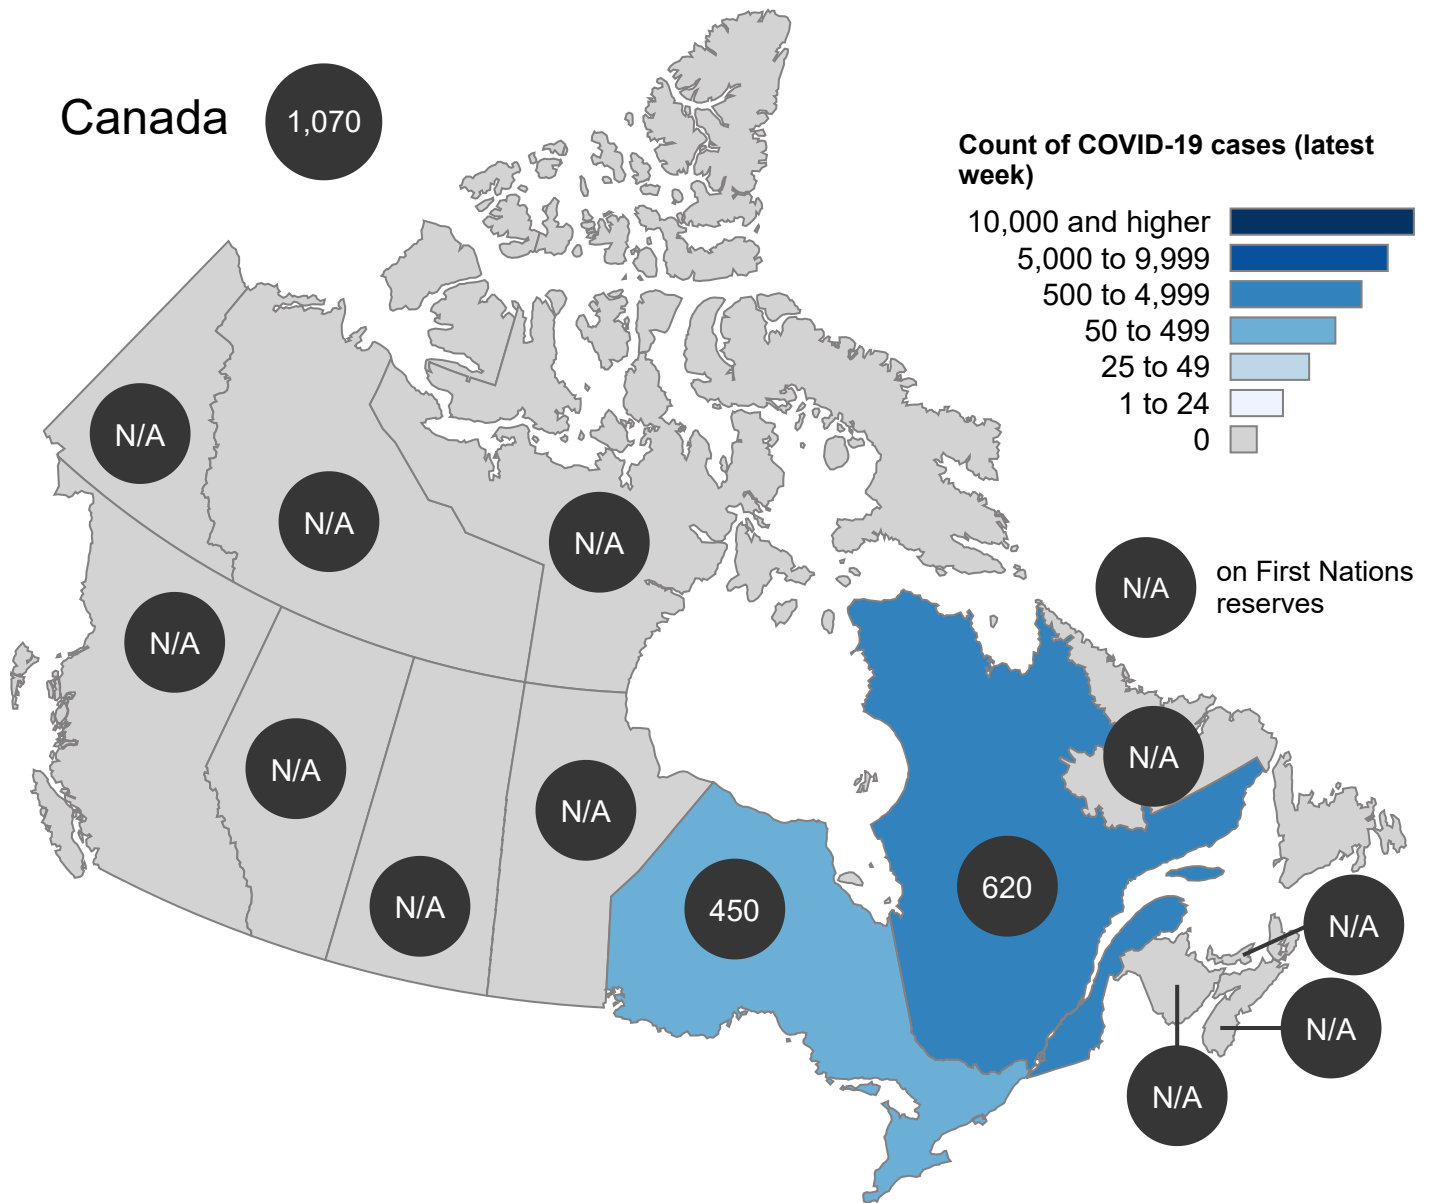 Canada
1,070
Count of COVID-19 cases (latest
week)
10,000 and higher
5,000 to 9,999
500 to 4,999
50 to 499
25 to 49
1 to 24
0
N/A
N/A
N/A
N/A
on First Nations
reserves
N/A
N/A
N/A
N/A
N/A
450
620
N/A
N/A
N/A